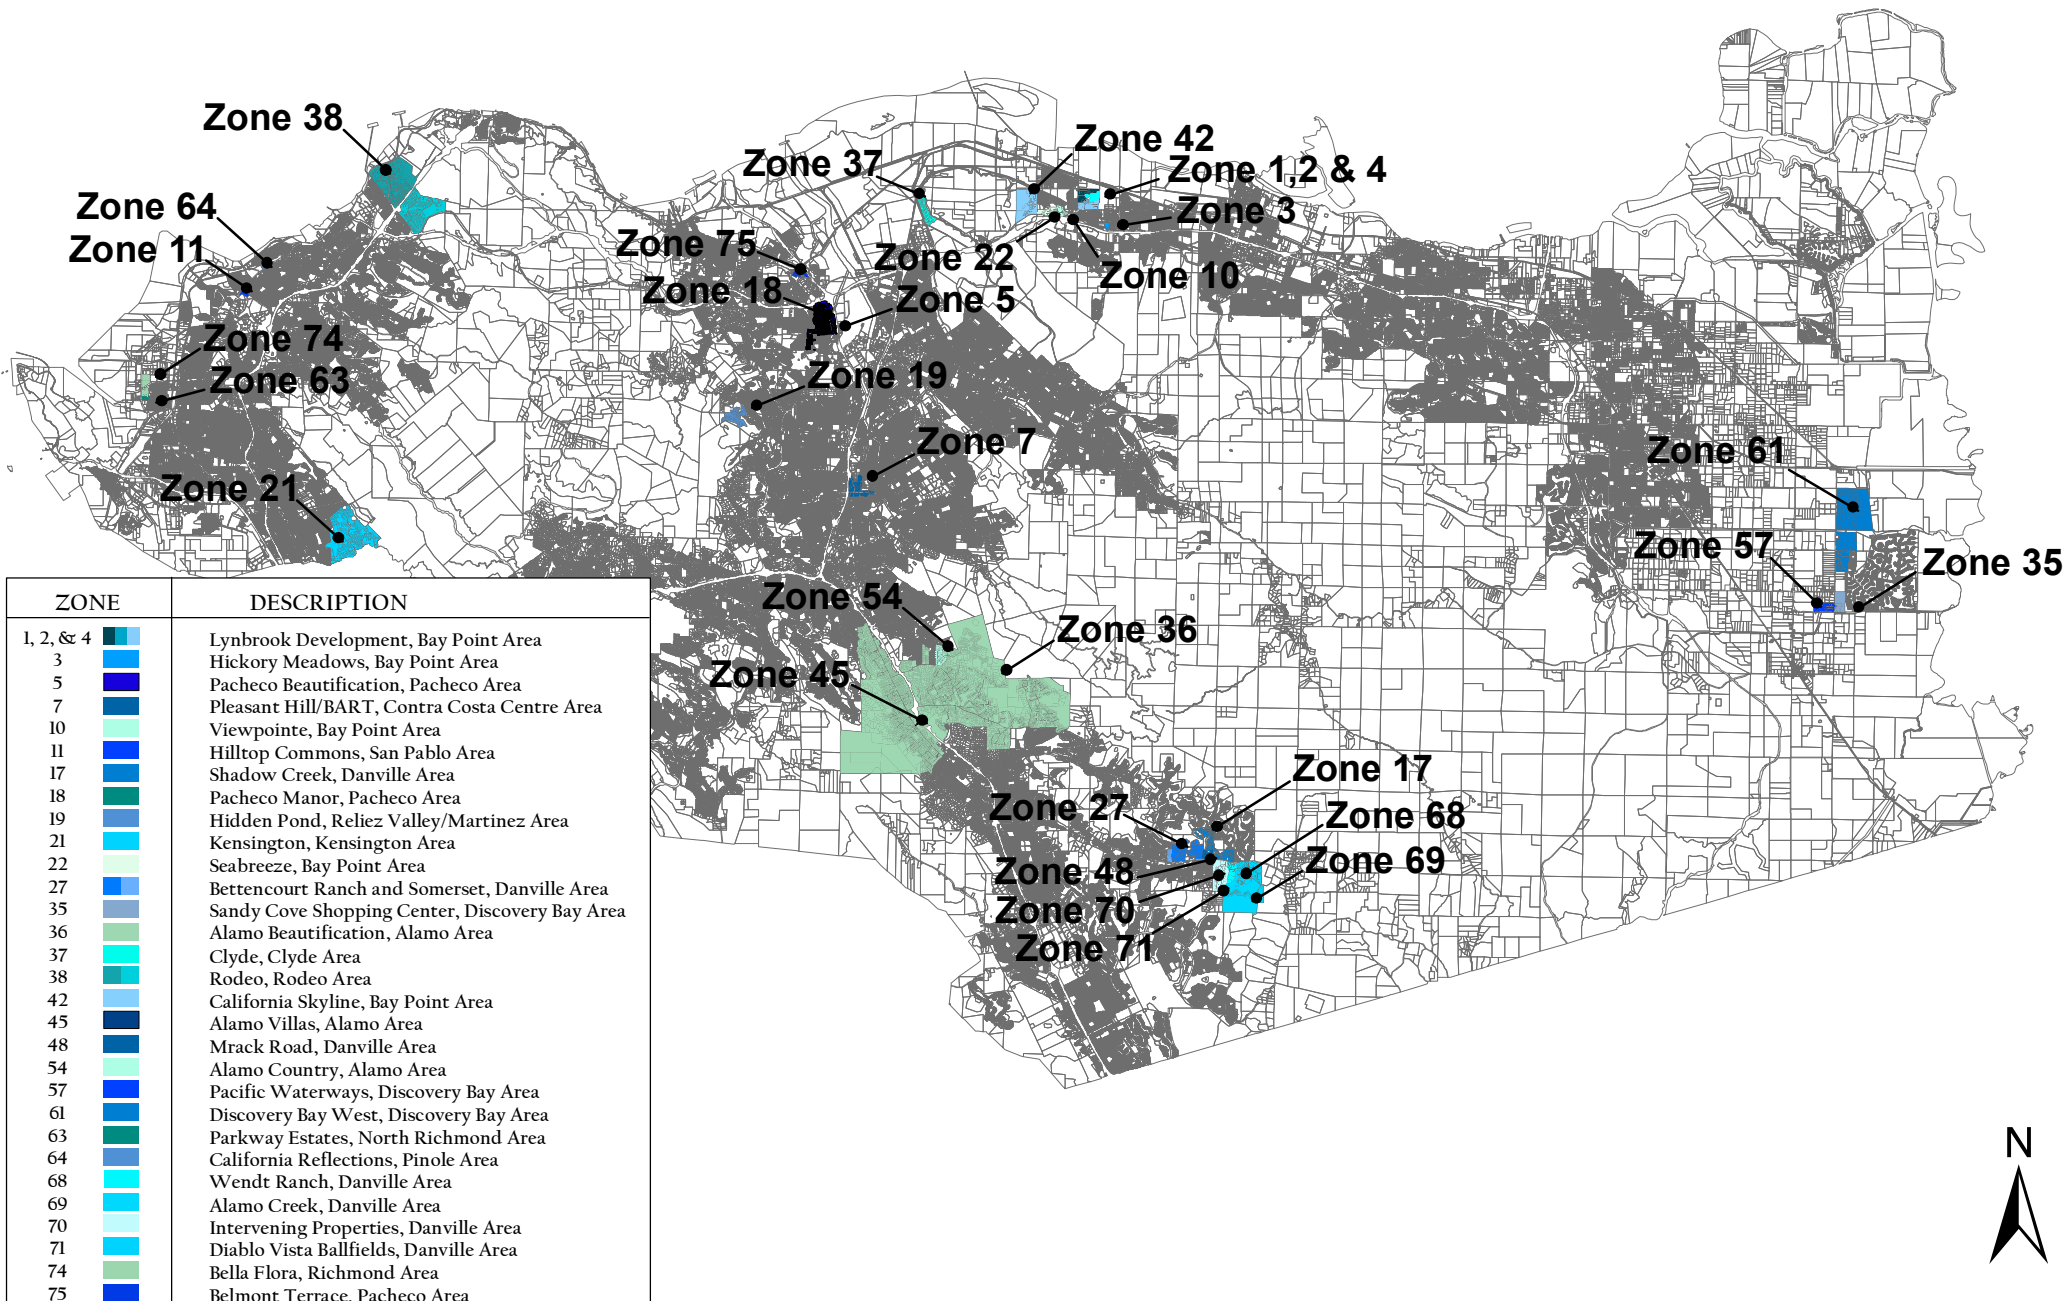 Zone 38
Zone 42
Zone 37
Zone 1,2 & 4
Zone 64
Zone 3
Zone 11
Zone 75
Zone 22
Zone 10
Zone 18
Zone 5
Zone 74
Zone 63
Zone 19
Zone 7
Zone 61
Zone 21
Zone 57
Zone 35
Zone 54
Zone 36
Zone 45
Zone 17
Zone 27
Zone 68
Zone 48
Zone 69
Zone 70
Zone 71
ZONE DESCRIPTION
1, 2, & 4 Lynbrook Development, Bay Point Area
3 Hickory Meadows, Bay Point Area
5 Pacheco Beautification, Pacheco Area
7 Pleasant Hill/BART, Contra Costa Centre Area
10 Viewpointe, Bay Point Area
11 Hilltop Commons, San Pablo Area
17 Shadow Creek, Danville Area
18 Pacheco Manor, Pacheco Area
19 Hidden Pond, Reliez Valley/Martinez Area
21 Kensington, Kensington Area
22 Seabreeze, Bay Point Area
27 Bettencourt Ranch and Somerset, Danville Area
35 Sandy Cove Shopping Center, Discovery Bay Area
36 Alamo Beautification, Alamo Area
37 Clyde, Clyde Area
38 Rodeo, Rodeo Area
42 California Skyline, Bay Point Area
45 Alamo Villas, Alamo Area
48 Mrack Road, Danville Area
54 Alamo Country, Alamo Area
57 Pacific Waterways, Discovery Bay Area
61 Discovery Bay West, Discovery Bay Area
63 Parkway Estates, North Richmond Area
64 California Reflections, Pinole Area
68 Wendt Ranch, Danville Area
69 Alamo Creek, Danville Area
70 Intervening Properties, Danville Area
71 Diablo Vista Ballfields, Danville Area
74 Bella Flora, Richmond Area
75 Belmont Terrace, Pacheco Area
N